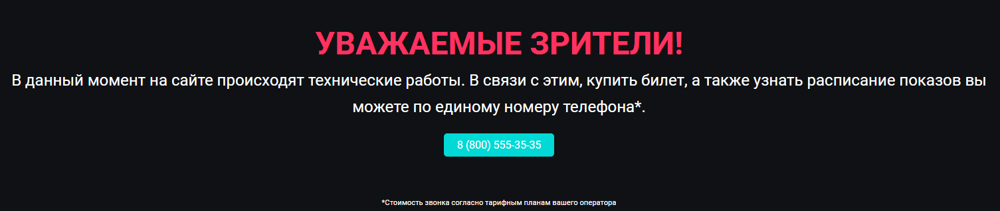 УВАЖАЕМЫЕ ЗРИТЕЛИ!
В данный момент на сайте происходят технические работы. В связи с этим, купить билет, а также узнать расписание показов вы
можете по единому номеру телефона*.
8 (800) 555-35-35
*Стоимость звонка согласно тарифным планам вашего оператора